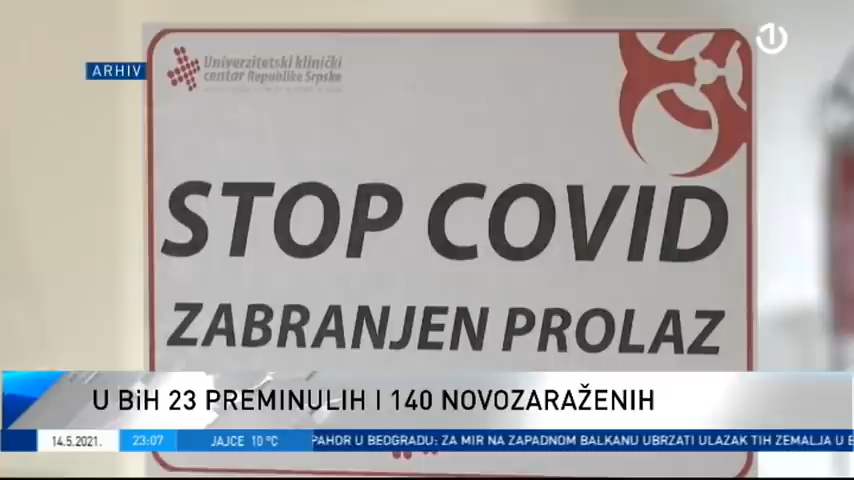 ARHIV
Univerzitetski klinički
centar Republike Srpske
STOP COVID
ZABRANJEN PROLAZ
U BiH 23 PREMINULIH I 140 NOVOZARAŽENIH
14.5.2021. 23:07 JAJCE 10 °C PAHOR U BEOGRADU: ZA MIR NA ZAPADNOM BALKANU UBRZATI ULAZAK TIH ZEMALJA U